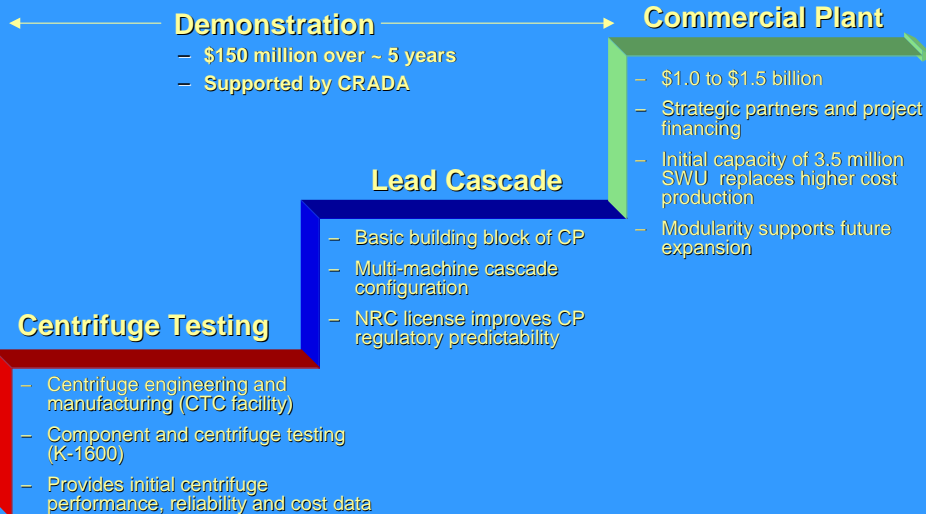 Demonstration
– $150 million over ~ 5 years
– Supported by CRADA
Commercial Plant
– $1.0 to $1.5 billion
– Strategic partners and project
financing
– Initial capacity of 3.5 million
SWU replaces higher cost
production
– Modularity supports future
expansion
Lead Cascade
– Basic building block of CP
– Multi-machine cascade
configuration
– NRC license improves CP
regulatory predictability
Centrifuge Testing
– Centrifuge engineering and
manufacturing (CTC facility)
– Component and centrifuge testing
(K-1600)
– Provides initial centrifuge
performance, reliability and cost data